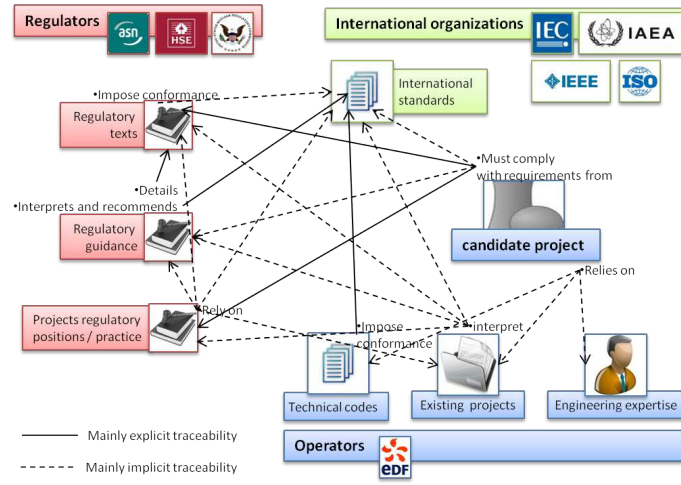 Regulators
International organizations
asn
HSE
IEC
IAEA
IEEE
ISO
•Impose conformance
International
standards
Regulatory
texts
•Must comply
with requirements from
•Details
•Interprets and recommends
Regulatory
guidance
candidate project
•Relies on
Projects regulatory
positions / practice
•Rely on
•Impose
conformance
•interpret
Technical codes
Existing projects
Engineering expertise
Mainly explicit traceability
Operators
eDF
Mainly implicit traceability